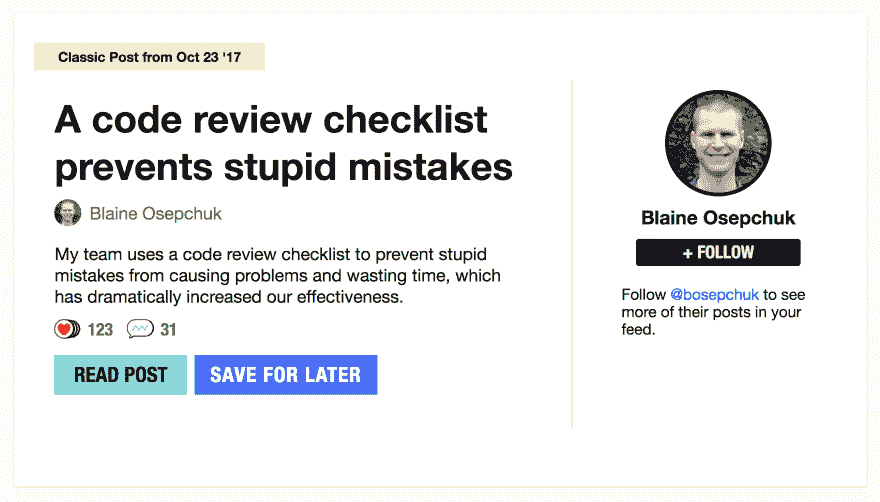 Classic Post from Oct 23 '17
A code review checklist
prevents stupid mistakes
Blaine Osepchuk
My team uses a code review checklist to prevent stupid
mistakes from causing problems and wasting time, which
has dramatically increased our effectiveness.
123 31
READ POST SAVE FOR LATER
Blaine Osepchuk
+ FOLLOW
Follow @bosepchuk to see
more of their posts in your
feed.